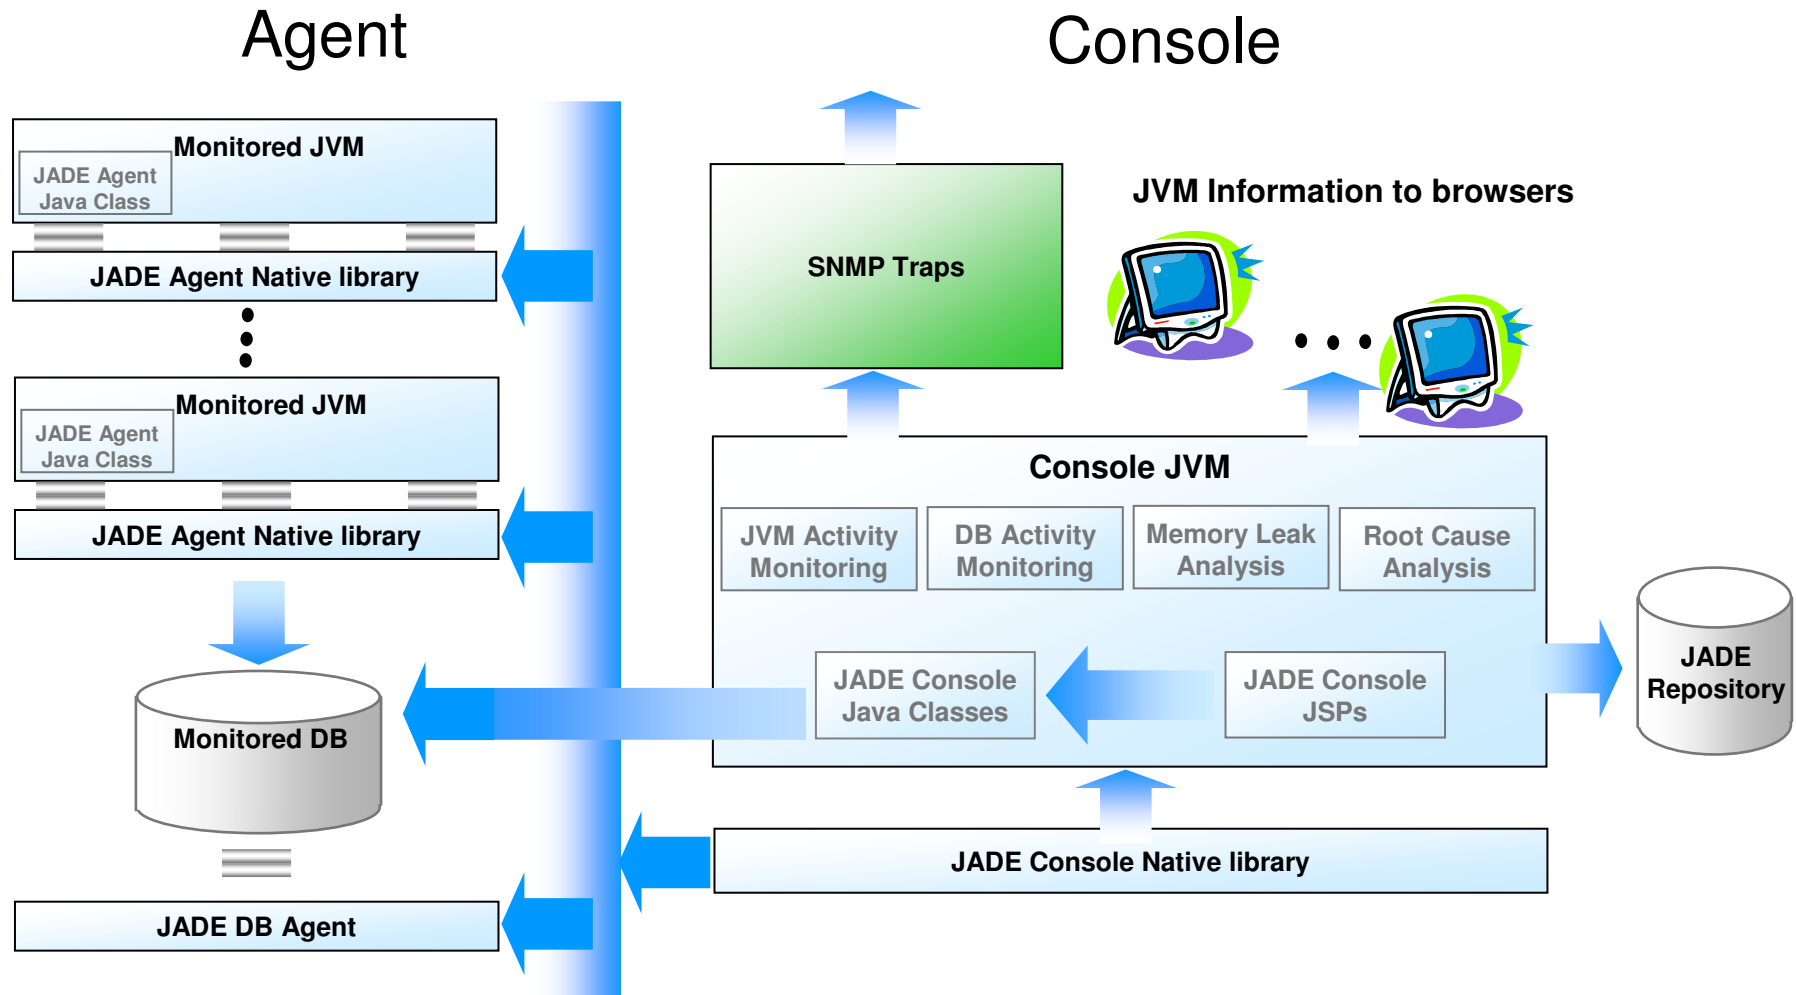 Agent
Console
Monitored JVM
JADE Agent
Java Class
JADE Agent Native library
Monitored JVM
JADE Agent
Java Class
JADE Agent Native library
Monitored DB
JADE DB Agent
SNMP Traps
JVM Information to browsers
Console JVM
JVM Activity
Monitoring
DB Activity
Monitoring
Memory Leak
Analysis
Root Cause
Analysis
JADE Console
Java Classes
JADE Console
JSPs
JADE
Repository
JADE Console Native library